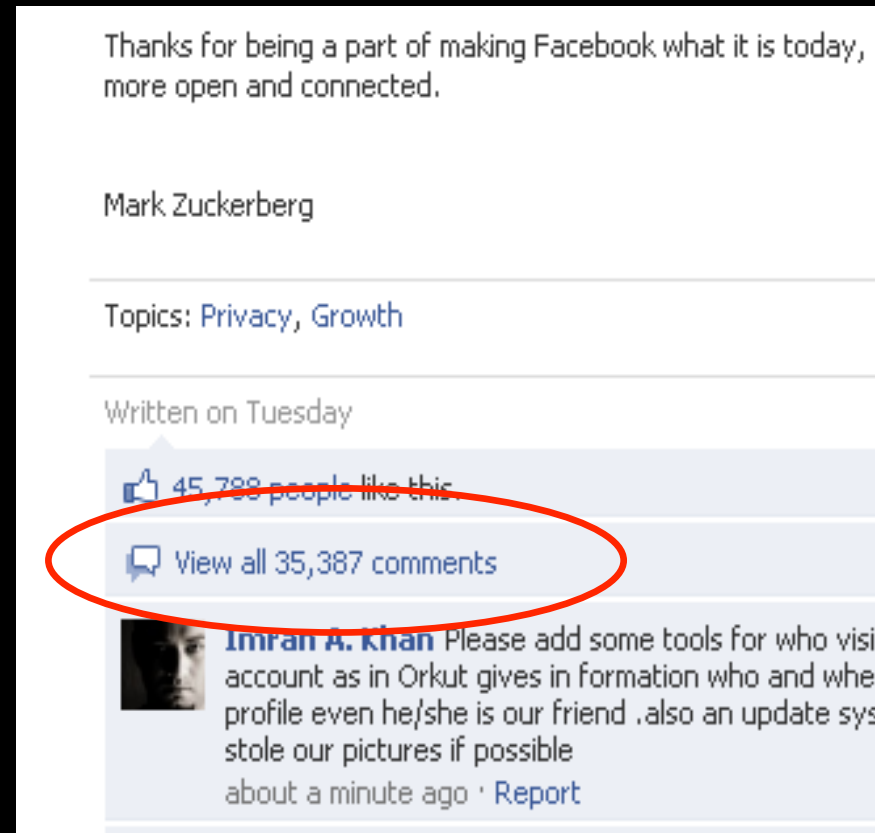 Thanks for being a part of making Facebook what it is today,
more open and connected.
Mark Zuckerberg
Topics: Privacy, Growth
Written on Tuesday
45,788 people like this.
View all 35,387 comments
Imran A. Khan Please add some tools for who visi
account as in Orkut gives in formation who and whe
profile even he/she is our friend .also an update sys
stole our pictures if possible
about a minute ago · Report